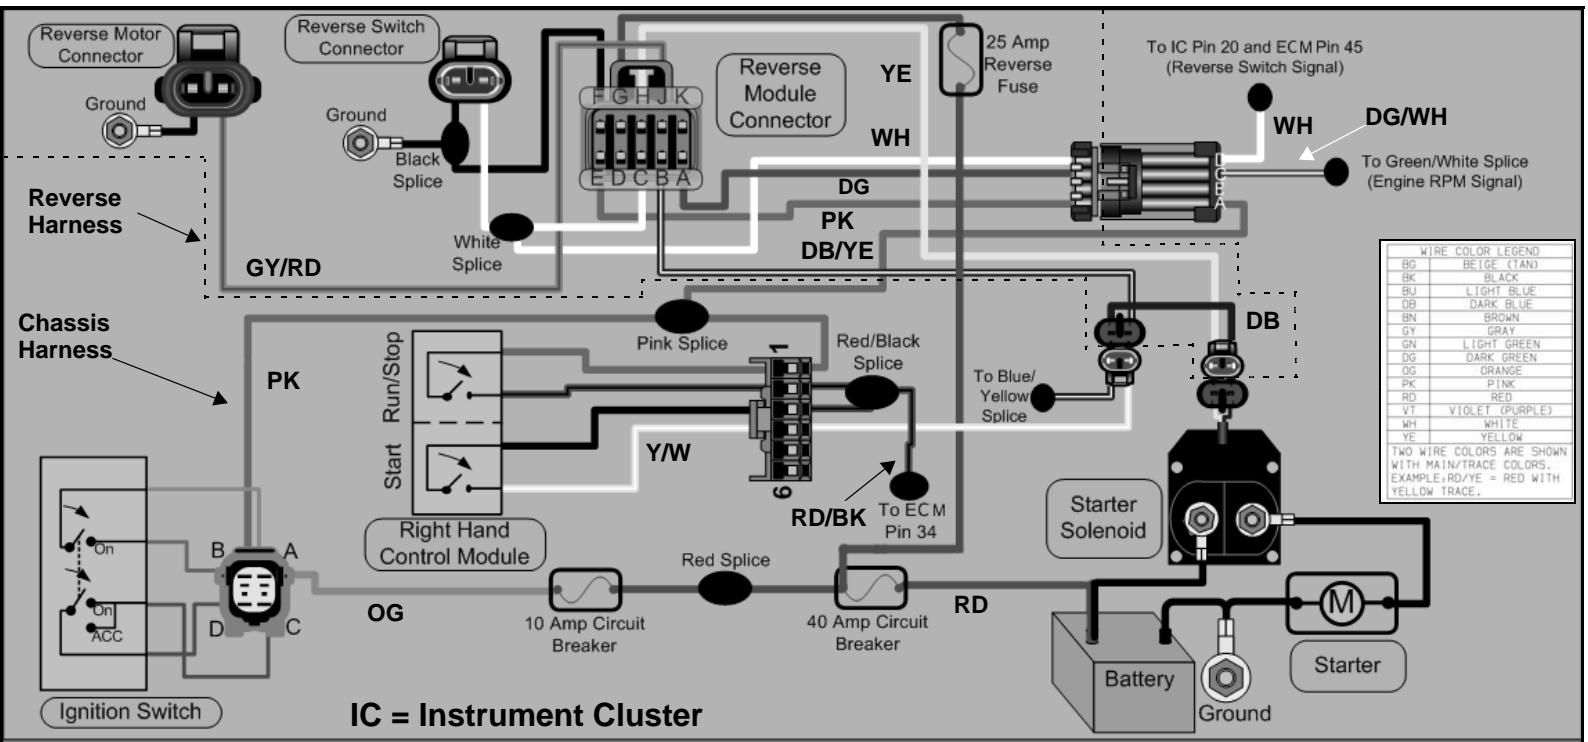 Reverse Motor
Connector
Ground
Reverse Switch
Connector
Ground
Black
Splice
F G H J K
E D C B A
Reverse
Module
Connector
YE
25 Amp
Reverse
Fuse
To IC Pin 20 and ECM Pin 45
(Reverse Switch Signal)
WH
WH
DG/WH
To Green/White Splice
(Engine RPM Signal)
D
C
B
A
DG
PK
DB/YE
White
Splice
Reverse
Harness
GY/RD
Chassis
Harness
PK
Pink Splice
Run/Stop
Start
1
6
Red/Black
Splice
Y/W
RD/BK
To ECM
Pin 34
To Blue/
Yellow
Splice
DB
WIRE COLOR LEGEND
BG BEIGE (TAN)
BK BLACK
BU LIGHT BLUE
DB DARK BLUE
BN BROWN
GY GRAY
GN LIGHT GREEN
DG DARK GREEN
OG ORANGE
PK PINK
RD RED
VT VIOLET (PURPLE)
WH WHITE
YE YELLOW
TWO WIRE COLORS ARE SHOWN
WITH MAIN/TRACE COLORS.
EXAMPLE,RD/YE = RED WITH
YELLOW TRACE.
Right Hand
Control Module
Starter
Solenoid
On
On
ACC
B A
D C
OG
10 Amp Circuit
Breaker
Red Splice
40 Amp Circuit
Breaker
RD
Battery
M
Starter
Ground
Ignition Switch
IC = Instrument Cluster